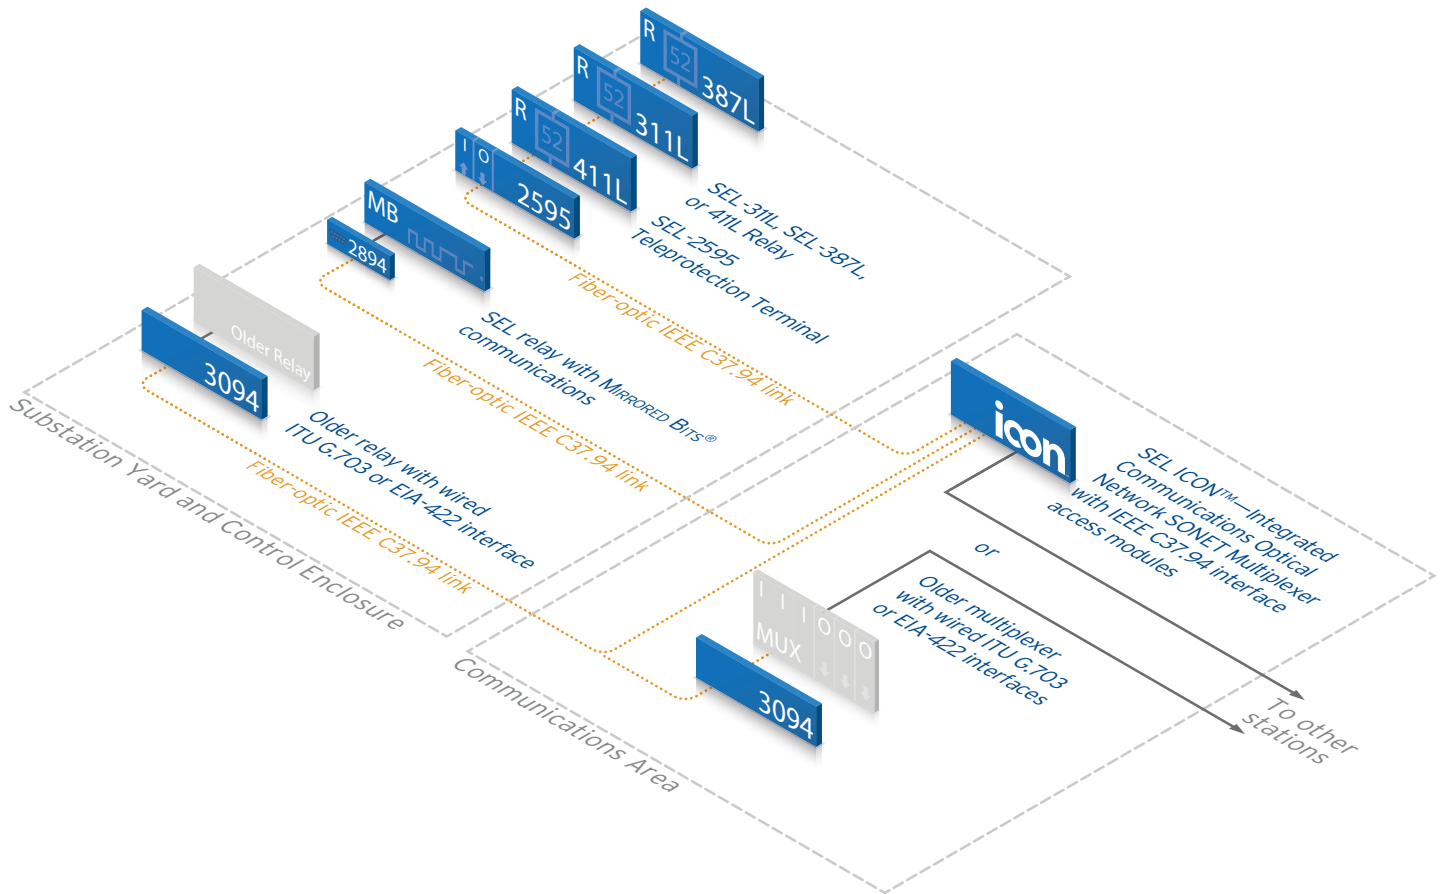 R
52
387L
R
52
311L
R
52
411L
I O
2595
SEL-311L, SEL-387L,
or 411L Relay
SEL-2595
Teleprotection Terminal
Fiber-optic IEEE C37.94 link
MB
2894
SEL relay with MIRRORED BITS®
communications
Fiber-optic IEEE C37.94 link
Older Relay
3094
Older relay with wired
ITU G.703 or EIA-422 interface
Fiber-optic IEEE C37.94 link
Substation Yard and Control Enclosure
icon
SEL ICON™—Integrated
Communications Optical
Network SONET Multiplexer
with IEEE C37.94 interface
access modules
or
I I I O O O
MUX
3094
Older multiplexer
with wired ITU G.703
or EIA-422 interfaces
To other
stations
Communications Area